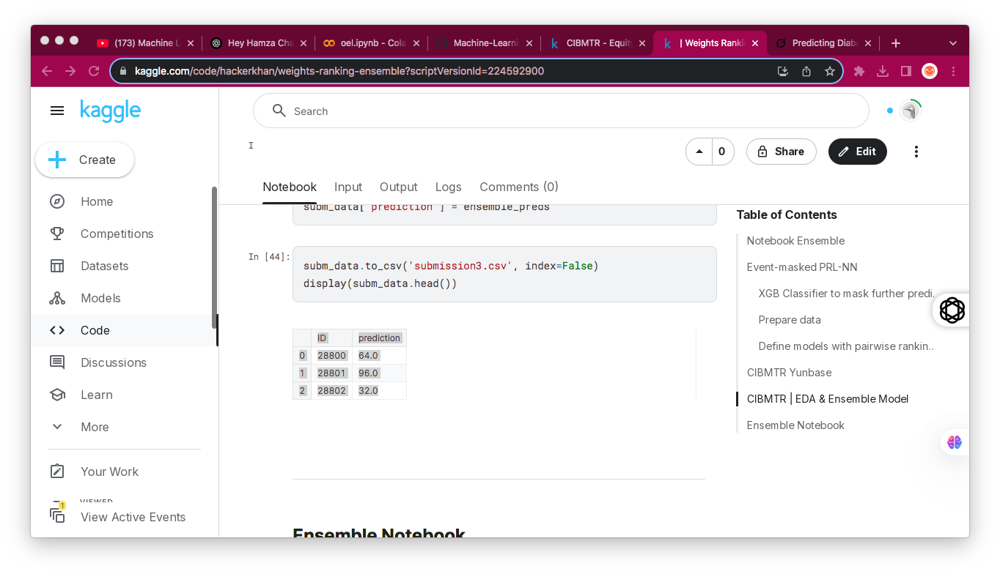 (173) Machine L
Hey Hamza Cha
oel.ipynb - Cola
Machine-Learni
CIBMTR - Equity
| Weights Rankin
Predicting Diabe
kaggle.com/code/hackerkhan/weights-ranking-ensemble?scriptVersionId=224592900
kaggle
Search
Create
I
0
Share
Edit
Notebook
Input
Output
Logs
Comments (0)
Home
Competitions
Datasets
Models
Code
Discussions
Learn
More
Your Work
VIEWED
1
View Active Events
subm_data['prediction'] = ensemble_preds
In [44]:
subm_data.to_csv('submission3.csv', index=False)
display(subm_data.head())
ID prediction
0 28800 64.0
1 28801 96.0
2 28802 32.0
Ensemble Notebook
Table of Contents
Notebook Ensemble
Event-masked PRL-NN
XGB Classifier to mask further predi..
Prepare data
Define models with pairwise rankin..
CIBMTR Yunbase
CIBMTR | EDA & Ensemble Model
Ensemble Notebook